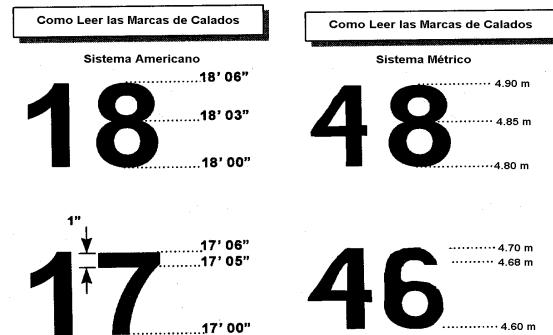 Como Leer las Marcas de Calados
Sistema Americano
18
18' 06"
18' 03"
18' 00"
1"
17
17' 06"
17' 05"
17' 00"
Como Leer las Marcas de Calados
Sistema Métrico
48
4.90 m
4.85 m
4.80 m
46
4.70 m
4.68 m
4.60 m